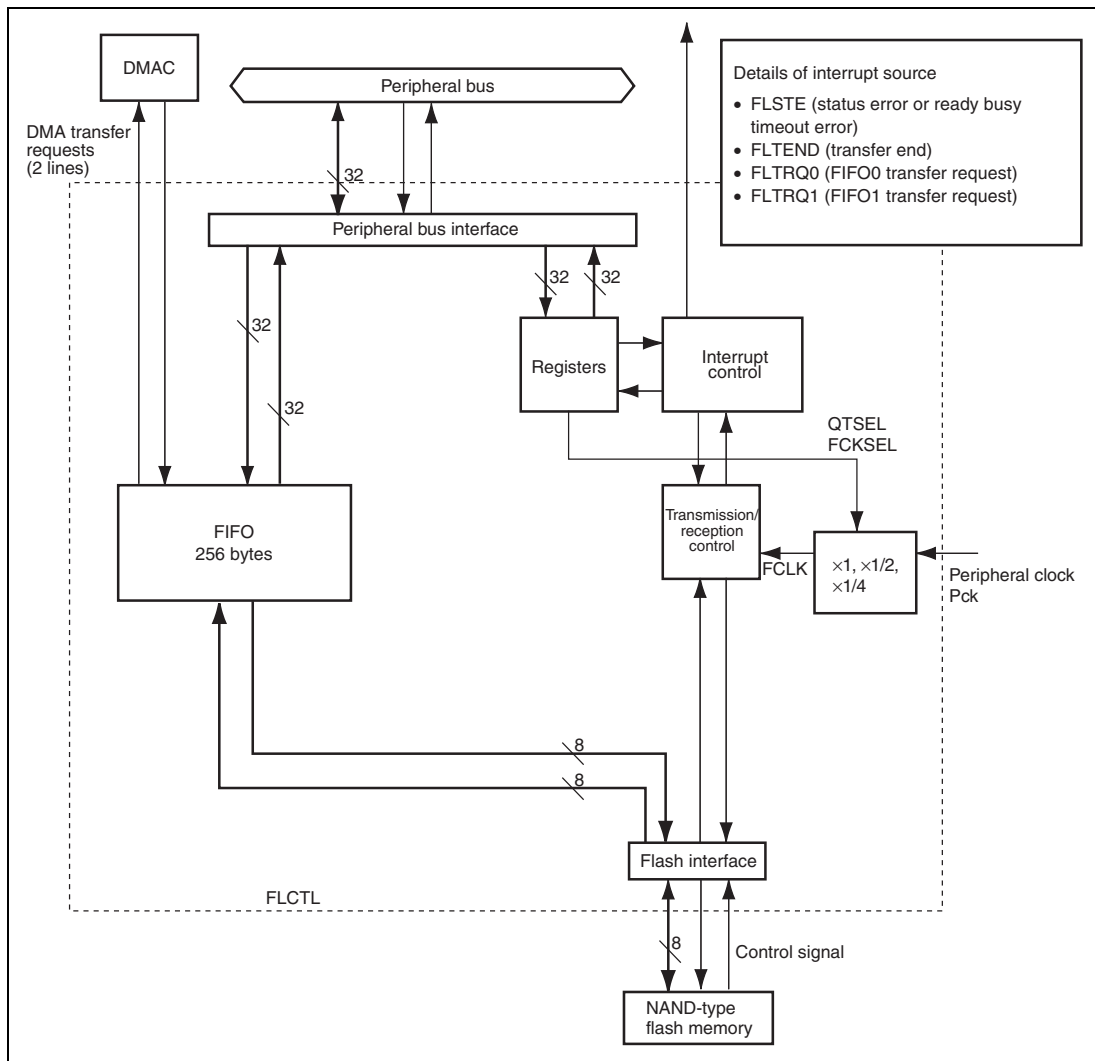 DMAC
Peripheral bus
Details of interrupt source
• FLSTE (status error or ready busy
timeout error)
• FLTEND (transfer end)
• FLTRQ0 (FIFO0 transfer request)
• FLTRQ1 (FIFO1 transfer request)
DMA transfer
requests
(2 lines)
32
Peripheral bus interface
32
32
32
32
Registers
Interrupt
control
QTSEL
FCKSEL
FIFO
256 bytes
Transmission/
reception
control
FCLK
×1, ×1/2,
×1/4
Peripheral clock
Pck
8
8
Flash interface
FLCTL
8
Control signal
NAND-type
flash memory